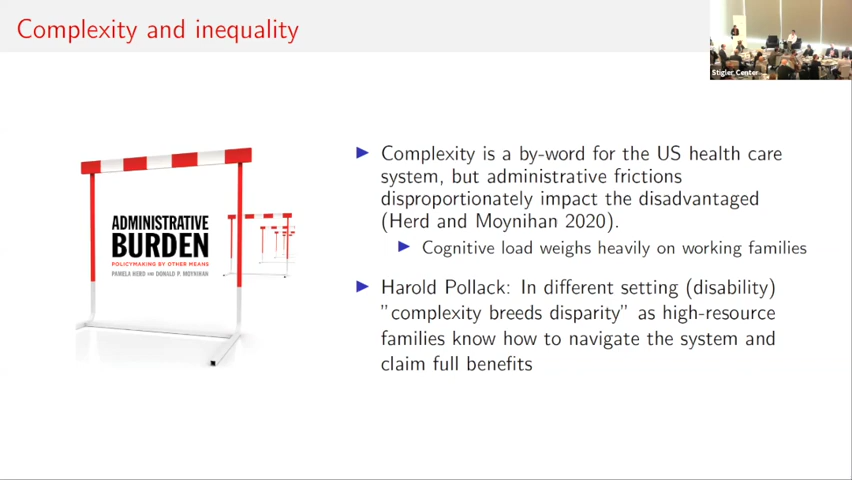 Complexity and inequality
Stigler Center
ADMINISTRATIVE
BURDEN
POLICYMAKING BY OTHER MEANS
PAMELA HERD AND DONALD P. MOYNIHAN
Complexity is a by-word for the US health care
system, but administrative frictions
disproportionately impact the disadvantaged
(Herd and Moynihan 2020).
Cognitive load weighs heavily on working families
Harold Pollack: In different setting (disability)
"complexity breeds disparity" as high-resource
families know how to navigate the system and
claim full benefits